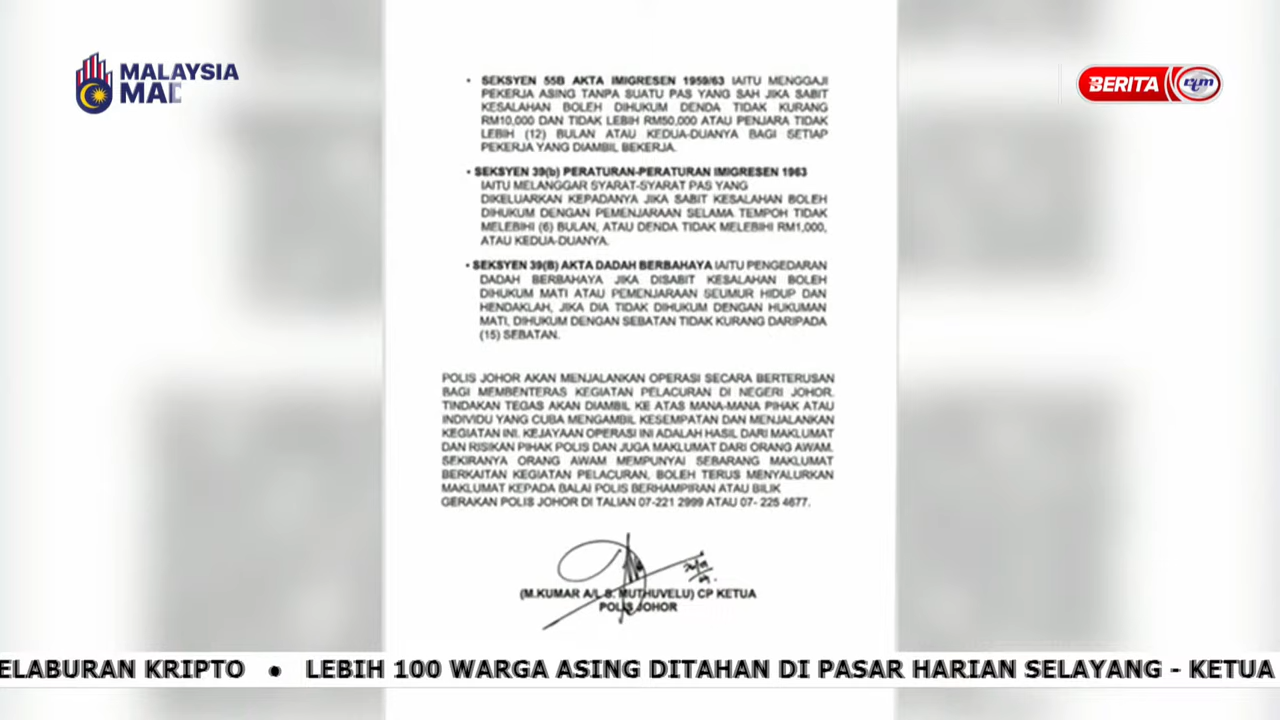 MALAYSIA
MAD
BERITA rtm
• SEKSYEN 55B AKTA IMIGRESEN 1959/63 IAITU MENGGAJI
PEKERJA ASING TANPA SUATU PAS YANG SAH JIKA SABIT
KESALAHAN BOLEH DIHUKUM DENDA TIDAK KURANG
RM10,000 DAN TIDAK LEBIH RM50,000 ATAU PENJARA TIDAK
LEBIH (12) BULAN ATAU KEDUA-DUANYA BAGI SETIAP
PEKERJA YANG DIAMBIL BEKERJA.
• SEKSYEN 39(b) PERATURAN-PERATURAN IMIGRESEN 1963
IAITU MELANGGAR SYARAT-SYARAT PAS YANG
DIKELUARKAN KEPADANYA JIKA SABIT KESALAHAN BOLEH
DIHUKUM DENGAN PEMENJARAAN SELAMA TEMPOH TIDAK
MELEBIHI (6) BULAN, ATAU DENDA TIDAK MELEBIHI RM1,000,
ATAU KEDUA-DUANYA.
• SEKSYEN 39(B) AKTA DADAH BERBAHAYA IAITU PENGEDARAN
DADAH BERBAHAYA JIKA DISABIT KESALAHAN BOLEH
DIHUKUM MATI ATAU PEMENJARAAN SEUMUR HIDUP DAN
HENDAKLAH, JIKA DIA TIDAK DIHUKUM DENGAN HUKUMAN
MATI, DIHUKUM DENGAN SEBATAN TIDAK KURANG DARIPADA
(15) SEBATAN.
POLIS JOHOR AKAN MENJALANKAN OPERASI SECARA BERTERUSAN
BAGI MEMBENTERAS KEGIATAN PELACURAN DI NEGERI JOHOR.
TINDAKAN TEGAS AKAN DIAMBIL KE ATAS MANA-MANA PIHAK ATAU
INDIVIDU YANG CUBA MENGAMBIL KESEMPATAN DAN MENJALANKAN
KEGIATAN INI. KEJAYAAN OPERASI INI ADALAH HASIL DARI MAKLUMAT
DAN RISIKAN PIHAK POLIS DAN JUGA MAKLUMAT DARI ORANG AWAM.
SEKIRANYA ORANG AWAM MEMPUNYAI SEBARANG MAKLUMAT
BERKAITAN KEGIATAN PELACURAN, BOLEH TERUS MENYALURKAN
MAKLUMAT KEPADA BALAI POLIS BERHAMPIRAN ATAU BILIK
GERAKAN POLIS JOHOR DI TALIAN 07-221 2999 ATAU 07- 225 4677.
(M.KUMAR A/L S. MUTHUVELU) CP KETUA
POLIS JOHOR
ELABURAN KRIPTO • LEBIH 100 WARGA ASING DITAHAN DI PASAR HARIAN SELAYANG - KETUA